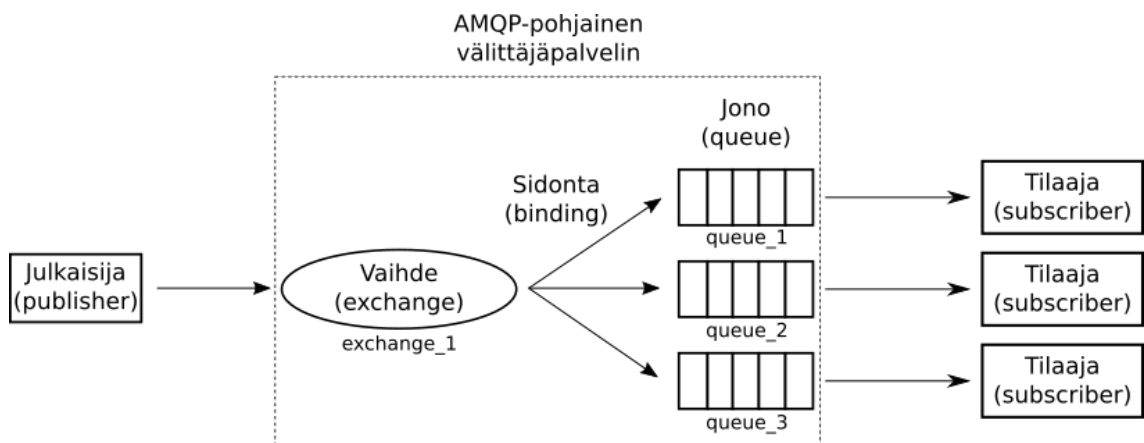 AMQP-pohjainen
välittäjäpalvelin
Jono
(queue)
Sidonta
(binding)
queue_1
Tilaaja
(subscriber)
Julkaisija
(publisher)
Vaihde
(exchange)
exchange_1
queue_2
Tilaaja
(subscriber)
queue_3
Tilaaja
(subscriber)